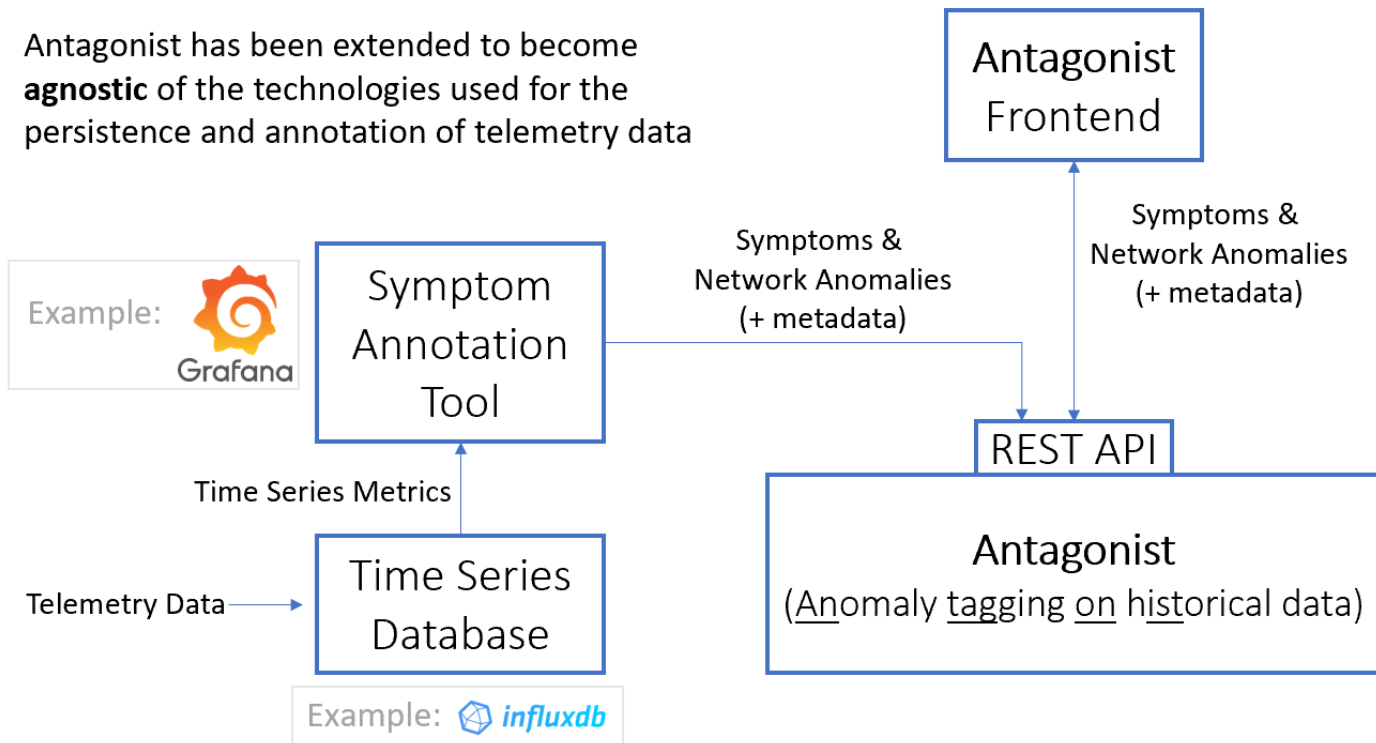 Antagonist has been extended to become
agnostic of the technologies used for the
persistence and annotation of telemetry data
Antagonist
Frontend
Symptoms &
Network Anomalies
(+ metadata)
Symptoms &
Network Anomalies
(+ metadata)
Example:
Grafana
Symptom
Annotation
Tool
REST API
Time Series Metrics
Antagonist
(Anomaly tagging on historical data)
Telemetry Data
Time Series
Database
Example:
influxdb